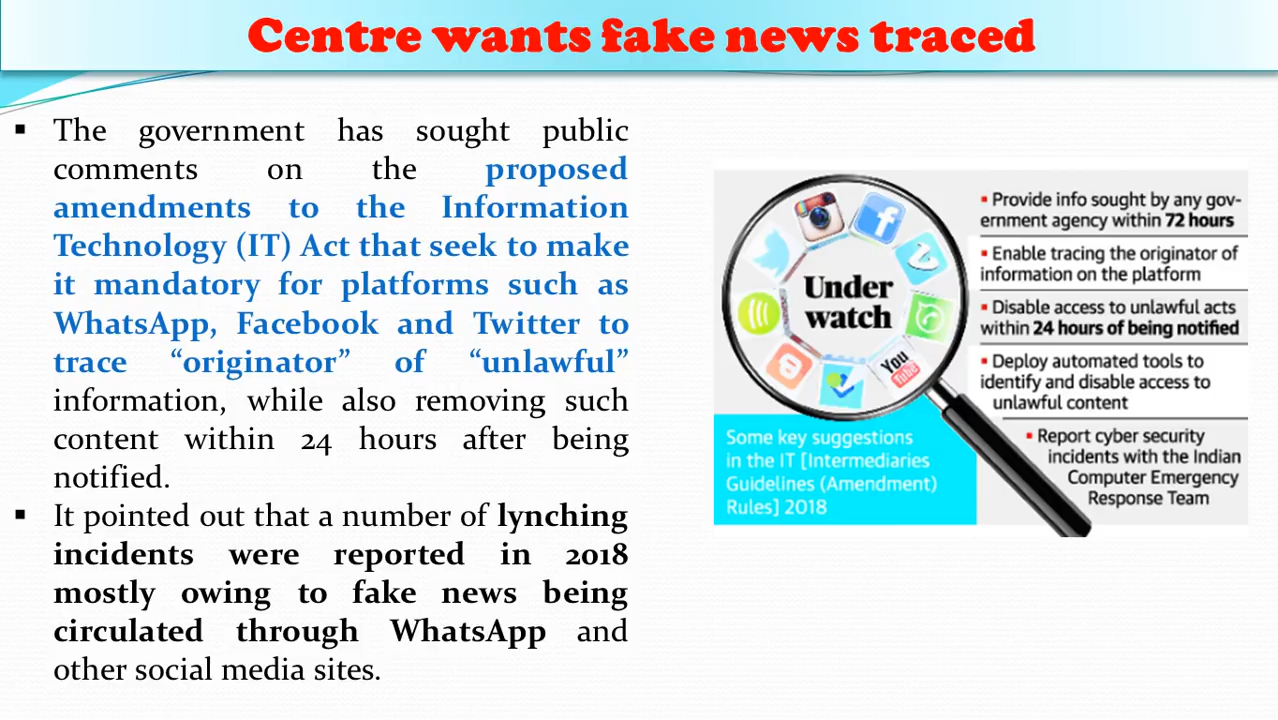 Centre wants fake news traced
▪ The government has sought public
comments on the proposed
amendments to the Information
Technology (IT) Act that seek to make
it mandatory for platforms such as
WhatsApp, Facebook and Twitter to
trace “originator” of “unlawful”
information, while also removing such
content within 24 hours after being
notified.
▪ It pointed out that a number of lynching
incidents were reported in 2018
mostly owing to fake news being
circulated through WhatsApp and
other social media sites.
Under
watch
You
Tube
Some key suggestions
in the IT [Intermediaries
Guidelines (Amendment)
Rules] 2018
▪ Provide info sought by any gov-
ernment agency within 72 hours
▪ Enable tracing the originator of
information on the platform
▪ Disable access to unlawful acts
within 24 hours of being notified
▪ Deploy automated tools to
identify and disable access to
unlawful content
▪ Report cyber security
incidents with the Indian
Computer Emergency
Response Team